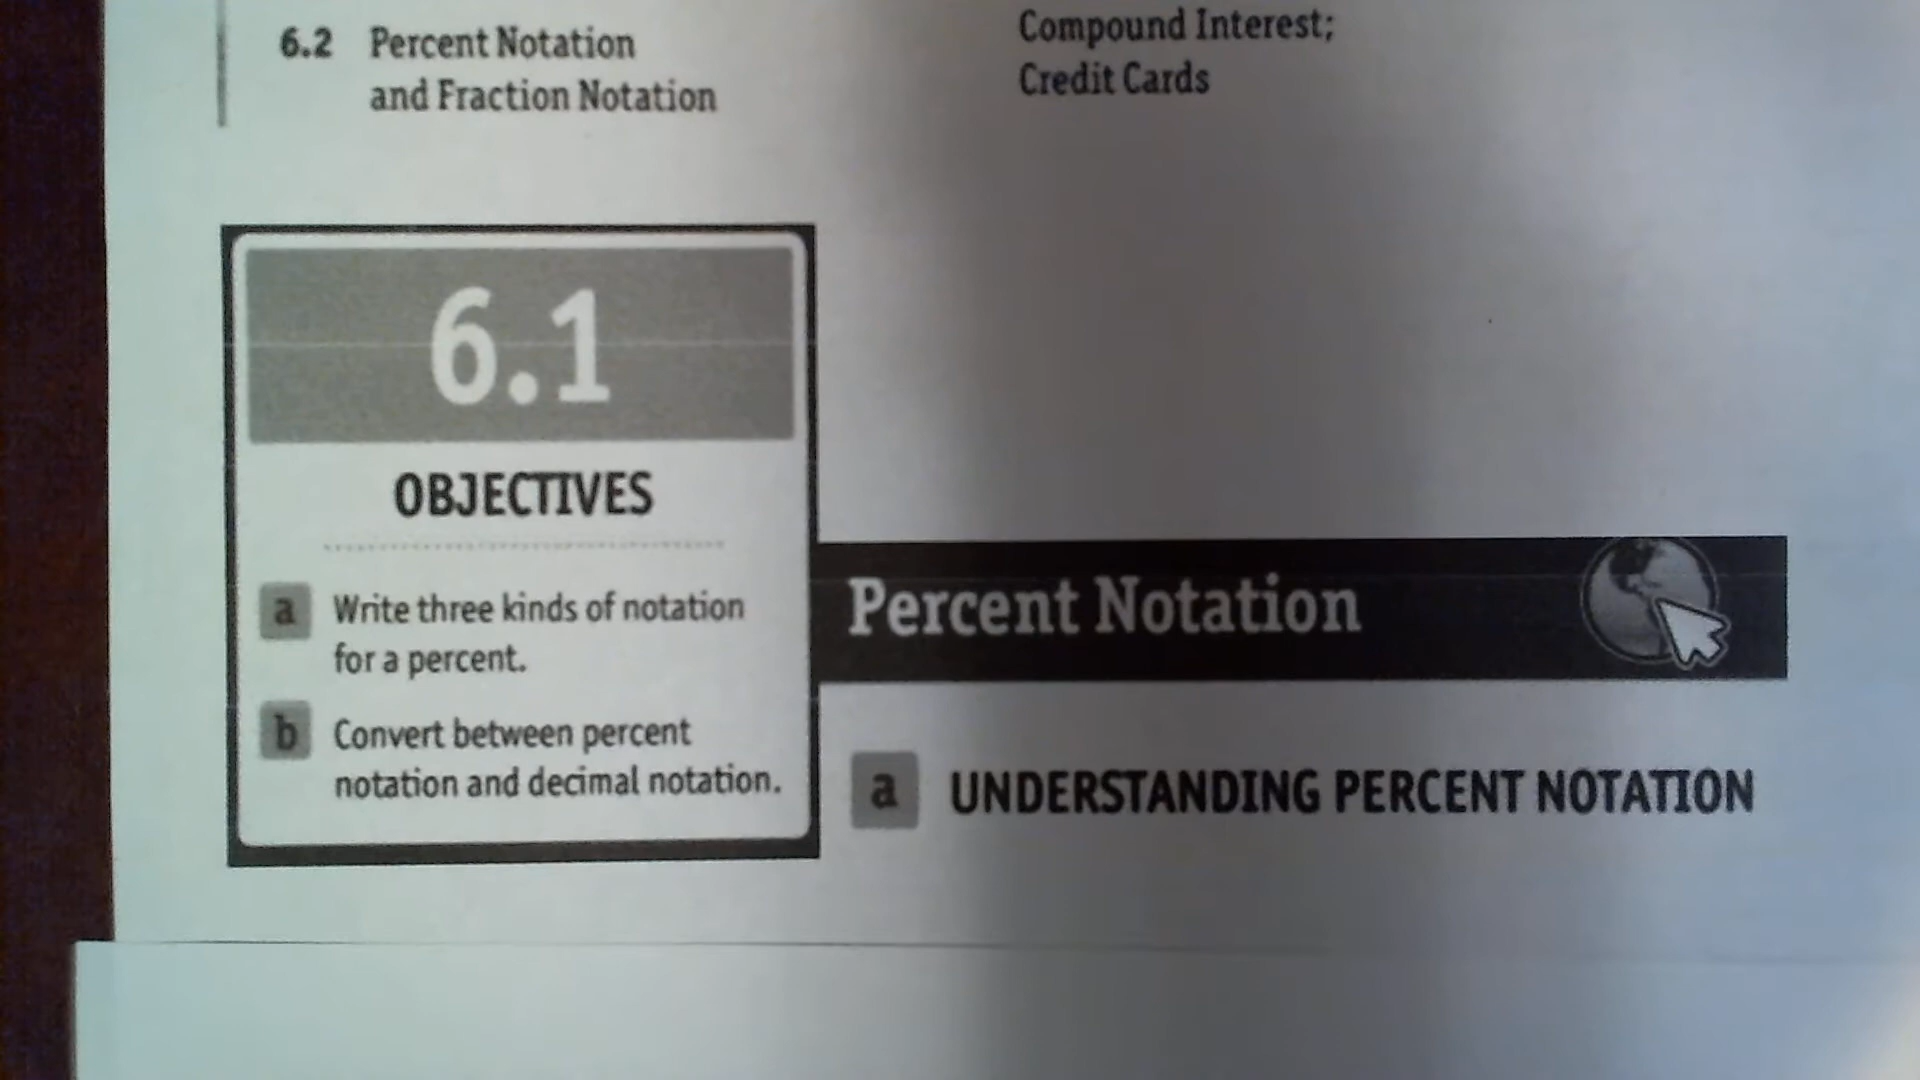 6.2 Percent Notation
and Fraction Notation
Compound Interest;
Credit Cards
6.1
OBJECTIVES
a Write three kinds of notation
for a percent.
b Convert between percent
notation and decimal notation.
Percent Notation
a UNDERSTANDING PERCENT NOTATION